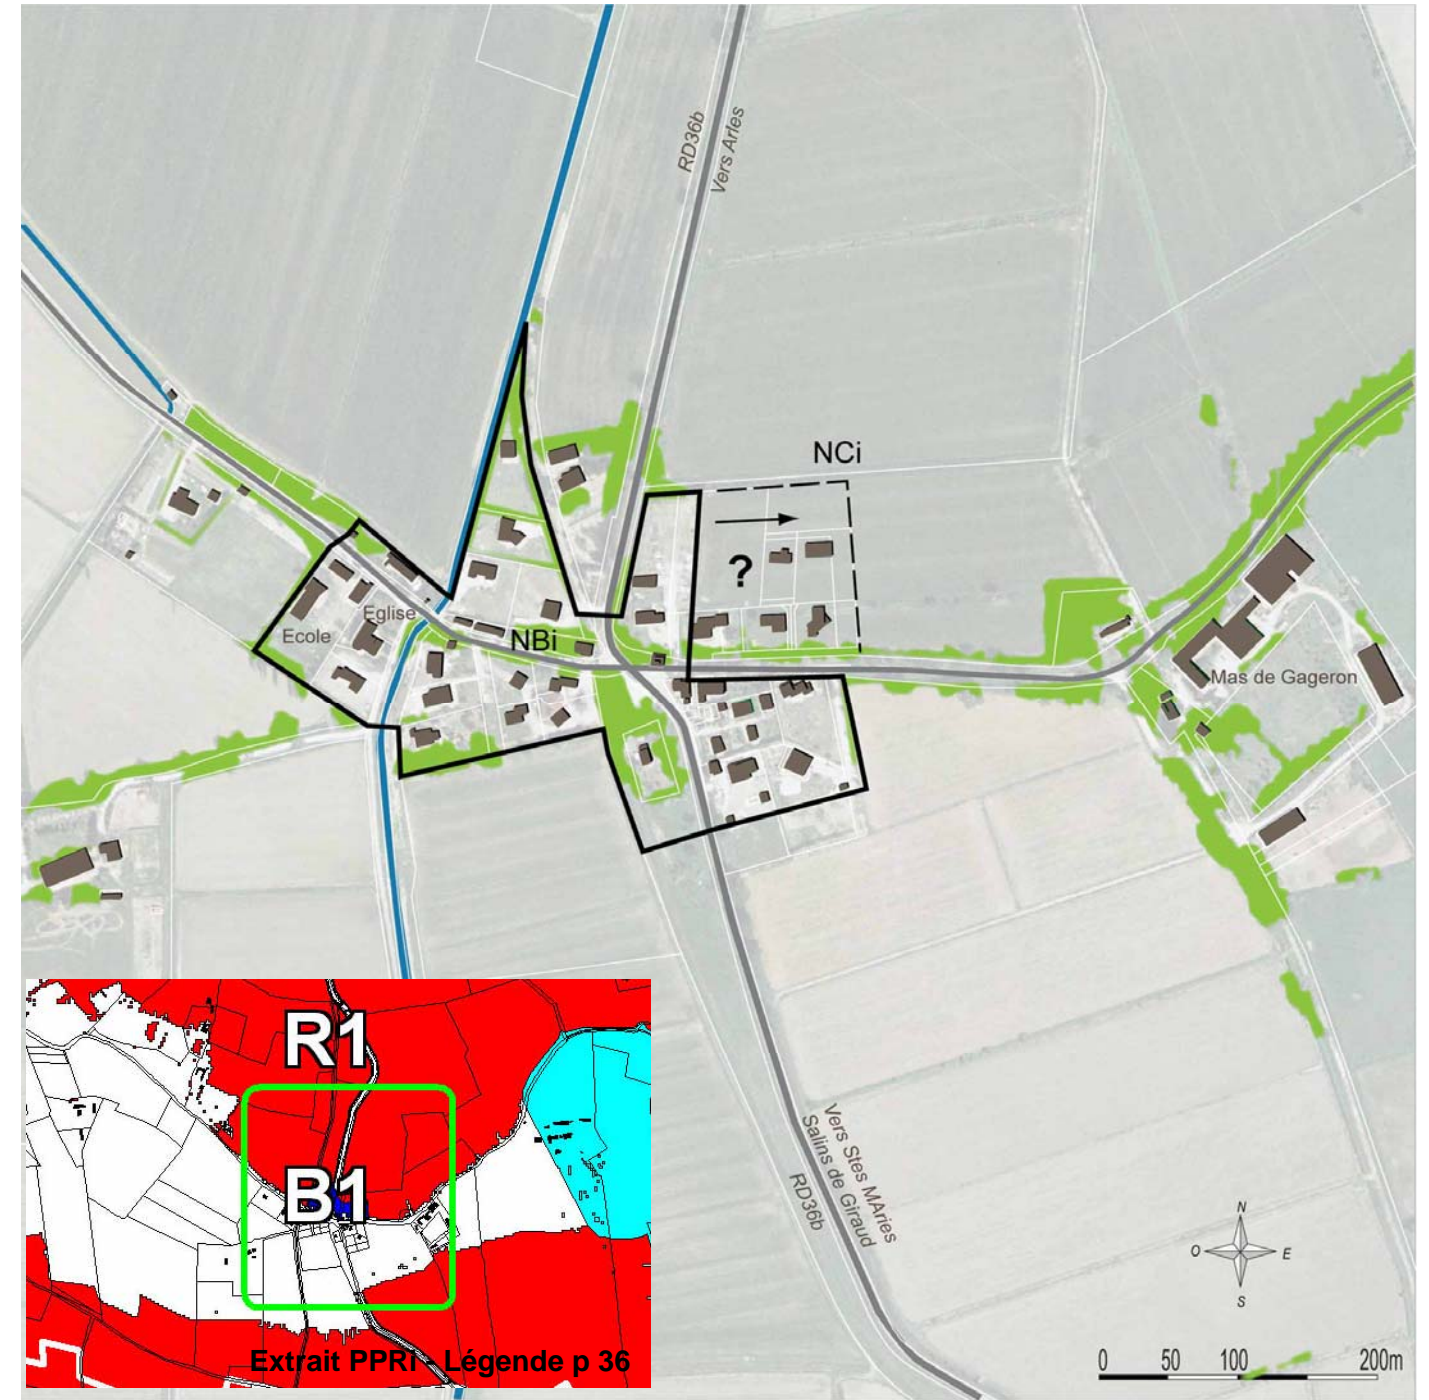 RD36b
Vers Arles
NCi
?
Eglise
Ecole
NBi
Mas de Gageron
R1
B1
Extrait PPRi - Légende p 36
Vers Stes MAries
Salins de Giraud
RD36b
N
O
E
S
0 50 100 200m